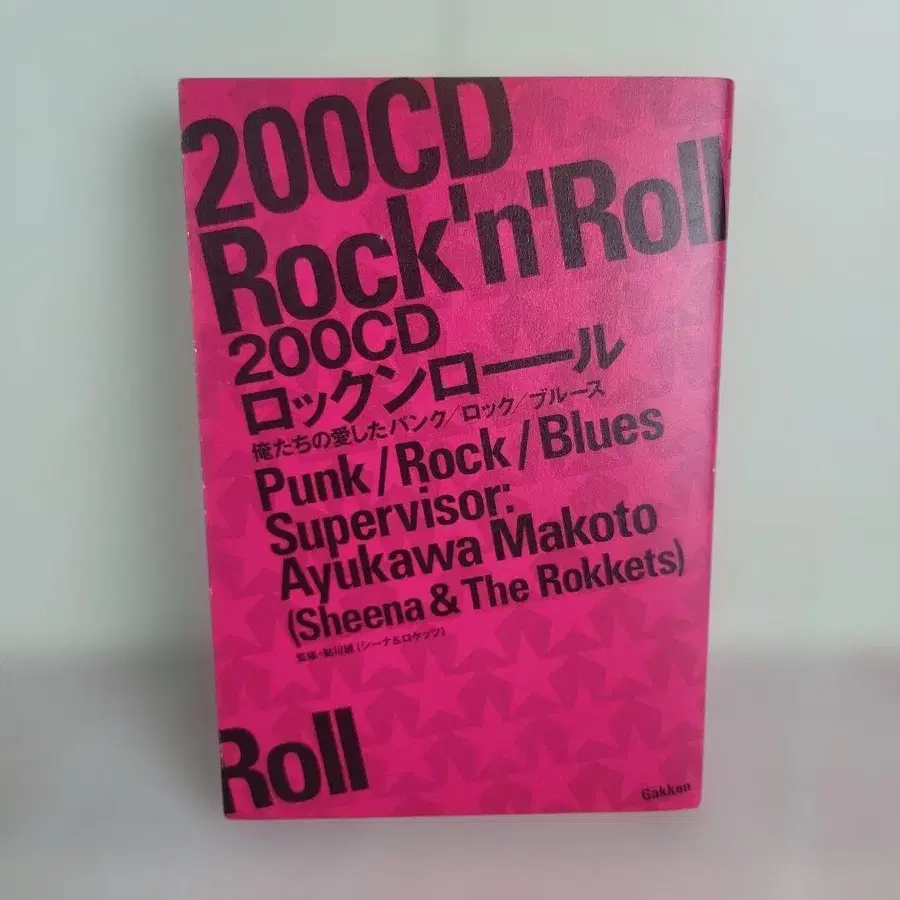 200CD
Rock'n'Roll
200CD
ロックンロール
俺たちの愛したパンク/ロック/ブルース
Punk/Rock/Blues
Supervisor:
Ayukawa Makoto
(Sheena & The Rokkets)
監修・鮎川誠(シーナ&ロケッツ)
Roll
Gakken